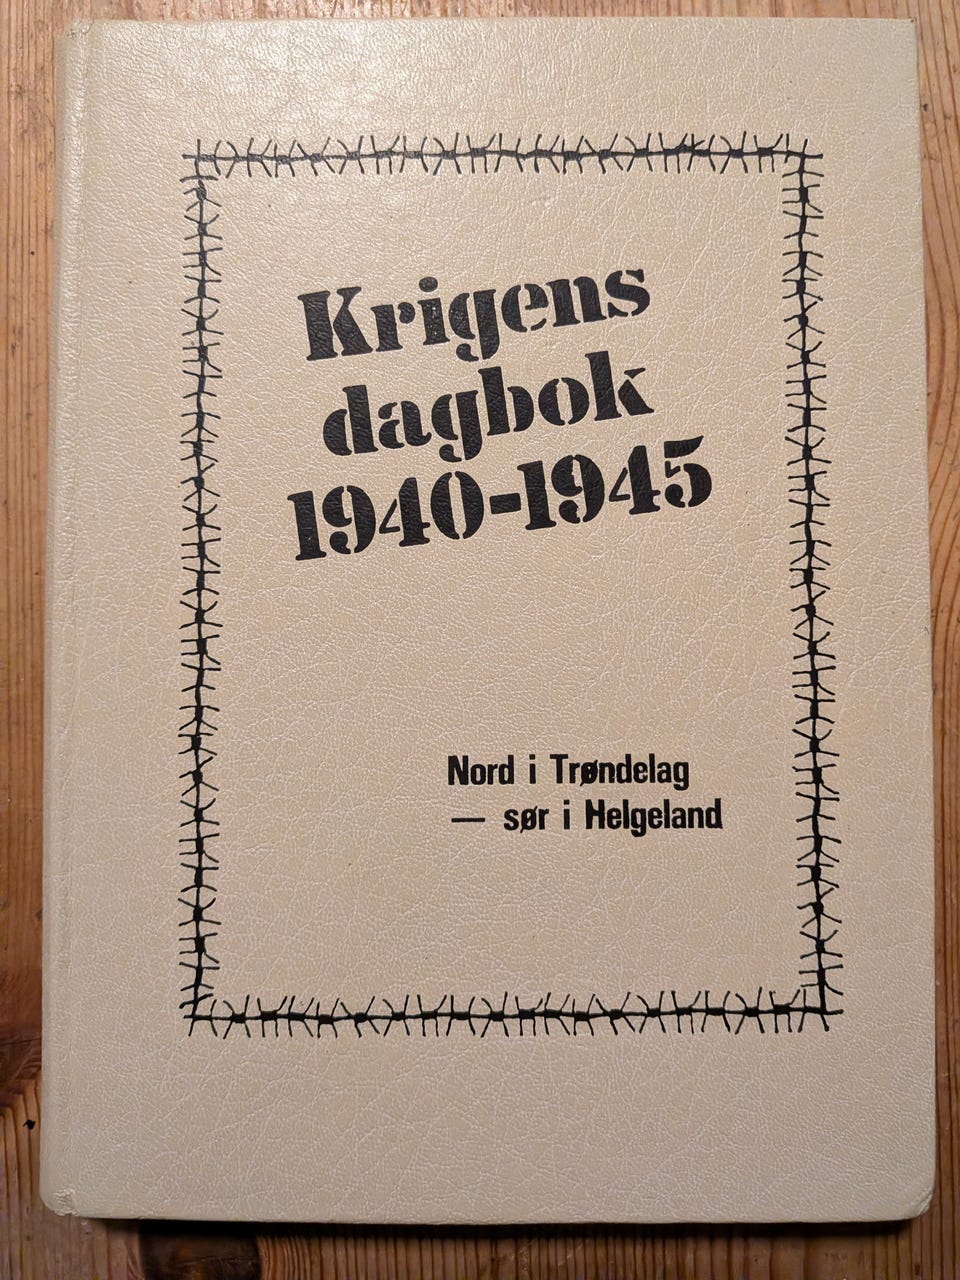 Krigens
dagbok
1940-1945
Nord i Trøndelag
— sør i Helgeland